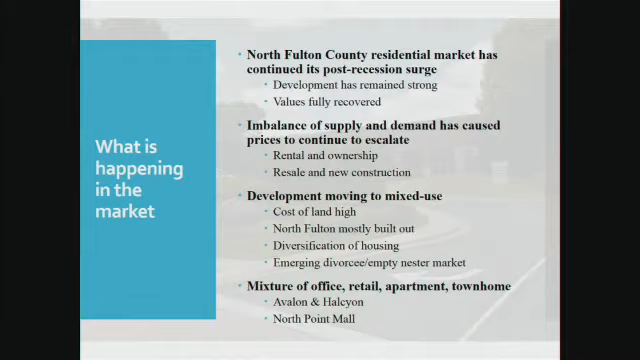 What is
happening
in the
market
North Fulton County residential market has
continued its post-recession surge
Development has remained strong
Values fully recovered
Imbalance of supply and demand has caused
prices to continue to escalate
Rental and ownership
Resale and new construction
Development moving to mixed-use
Cost of land high
North Fulton mostly built out
Diversification of housing
Emerging divorcee/empty nester market
Mixture of office, retail, apartment, townhome
Avalon & Halcyon
North Point Mall